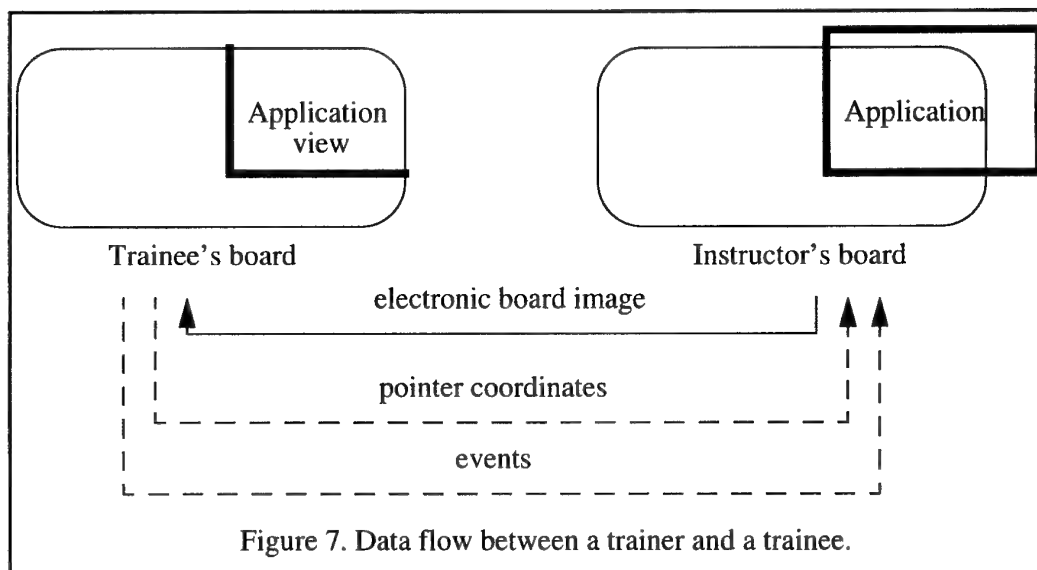 Application
view
Application
Trainee's board
Instructor's board
electronic board image
pointer coordinates
events
Figure 7. Data flow between a trainer and a trainee.